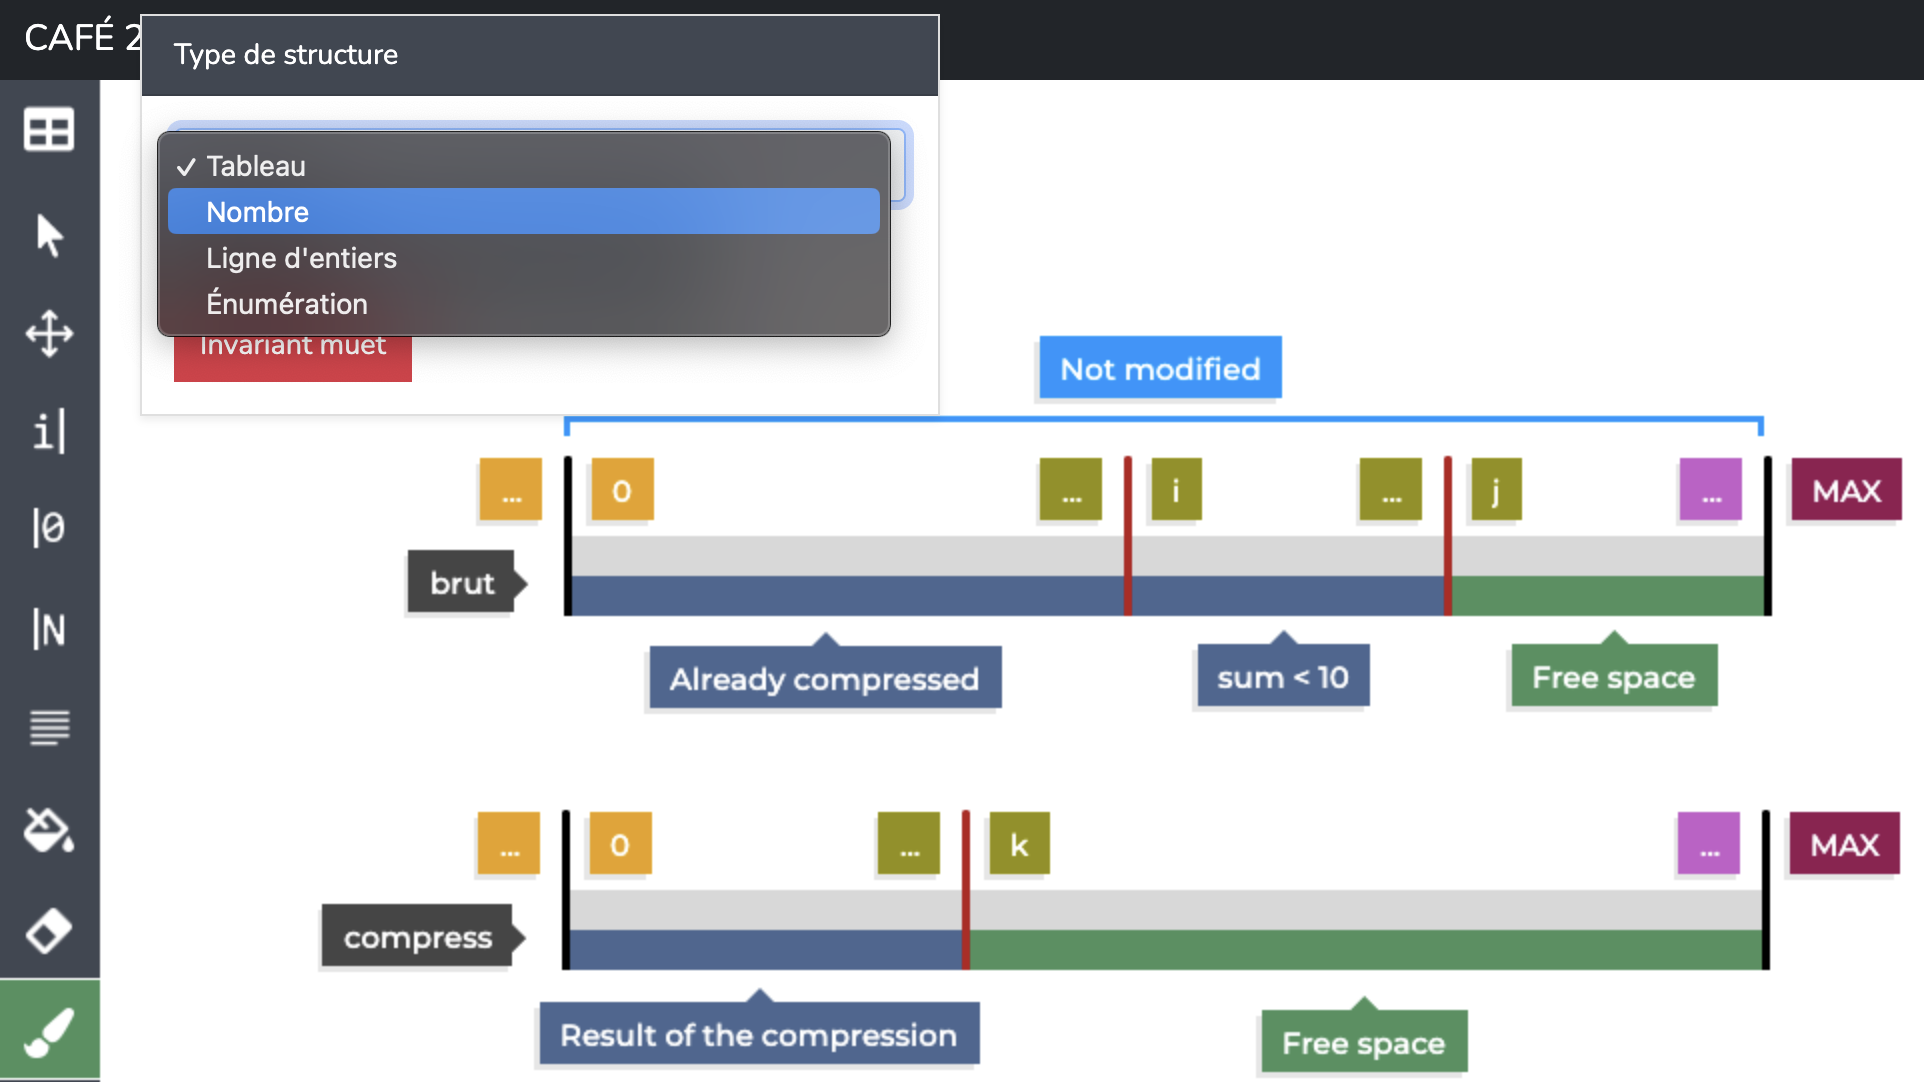 CAFÉ 2
Type de structure
✓ Tableau
Nombre
Ligne d'entiers
Énumération
Invariant muet
i|
|0
|N
Not modified
... 0 ... i ... j ... MAX
brut
Already compressed sum < 10 Free space
... 0 ... k ... MAX
compress
Result of the compression Free space